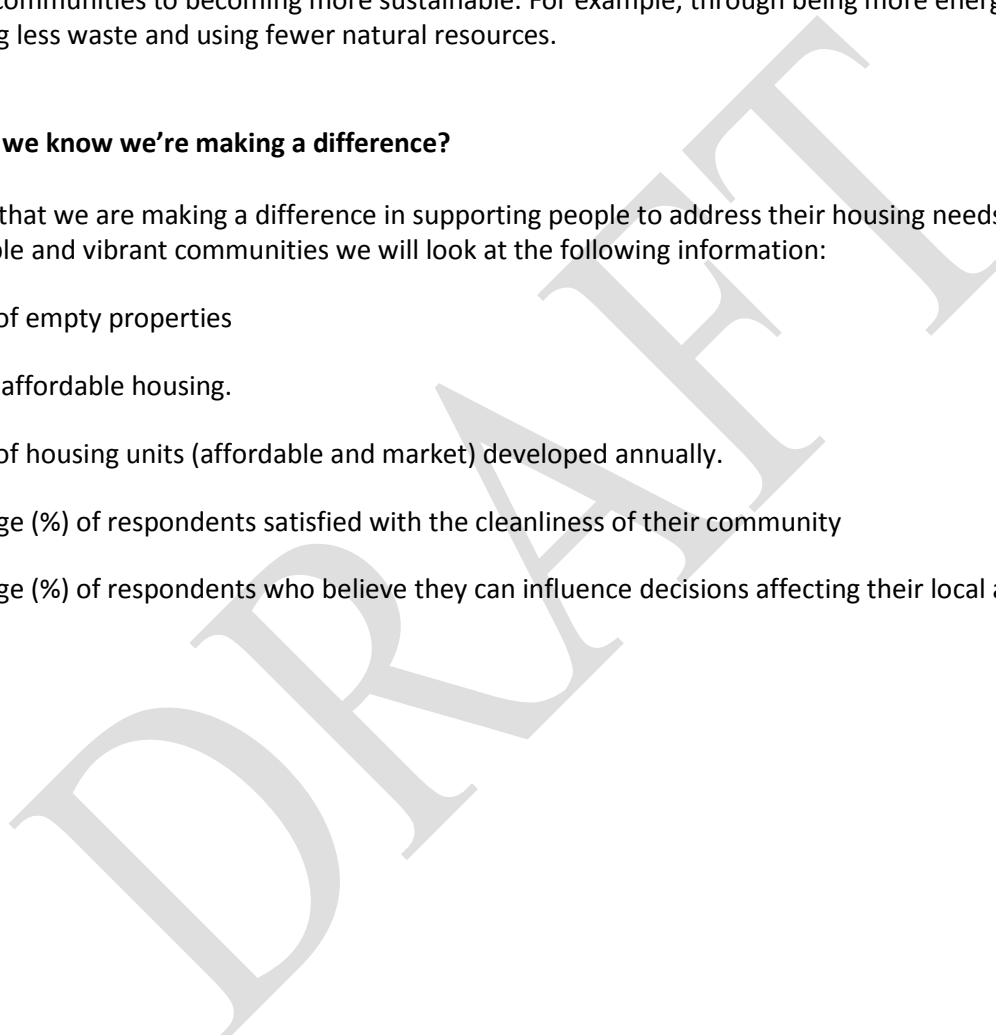 communities to becoming more sustainable. For example, through being more energ
g less waste and using fewer natural resources.
we know we're making a difference?
that we are making a difference in supporting people to address their housing needs
ble and vibrant communities we will look at the following information:
of empty properties
affordable housing.
of housing units (affordable and market) developed annually.
ge (%) of respondents satisfied with the cleanliness of their community
ge (%) of respondents who believe they can influence decisions affecting their local a
DRAFT